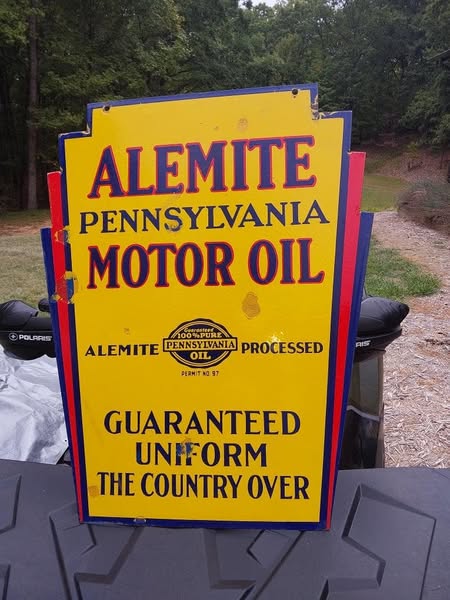 ALEMITE
PENNSYLVANIA
MOTOR OIL
Guaranteed
100% PURE
ALEMITE PENNSYLVANIA PROCESSED
OIL
PERMIT NO. 97
GUARANTEED
UNIFORM
THE COUNTRY OVER
POLARIS
POLARIS